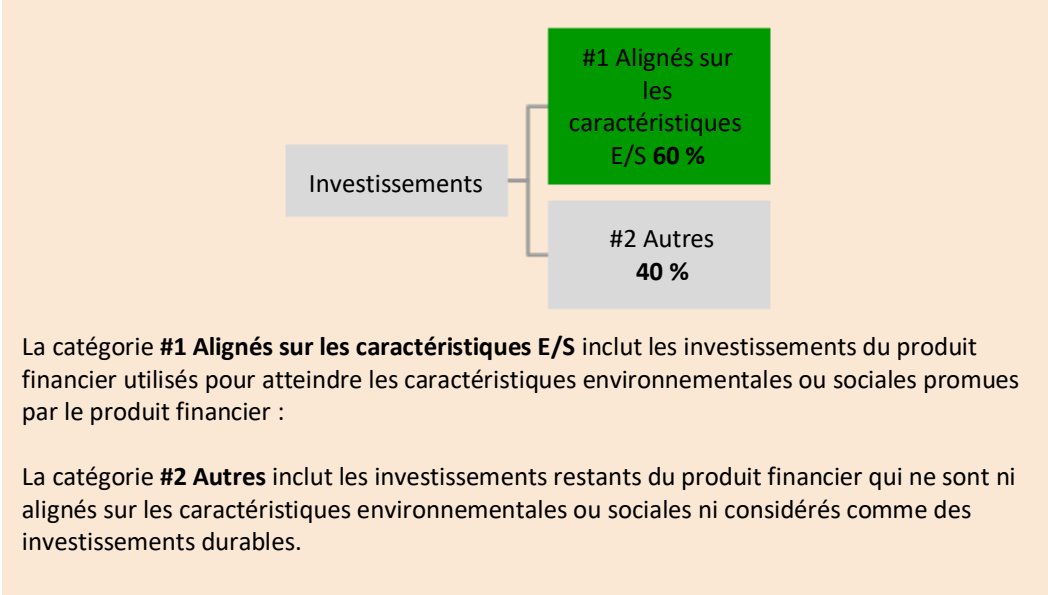 #1 Alignés sur
les
caractéristiques
E/S 60 %
Investissements
#2 Autres
40 %
La catégorie #1 Alignés sur les caractéristiques E/S inclut les investissements du produit
financier utilisés pour atteindre les caractéristiques environnementales ou sociales promues
par le produit financier :
La catégorie #2 Autres inclut les investissements restants du produit financier qui ne sont ni
alignés sur les caractéristiques environnementales ou sociales ni considérés comme des
investissements durables.